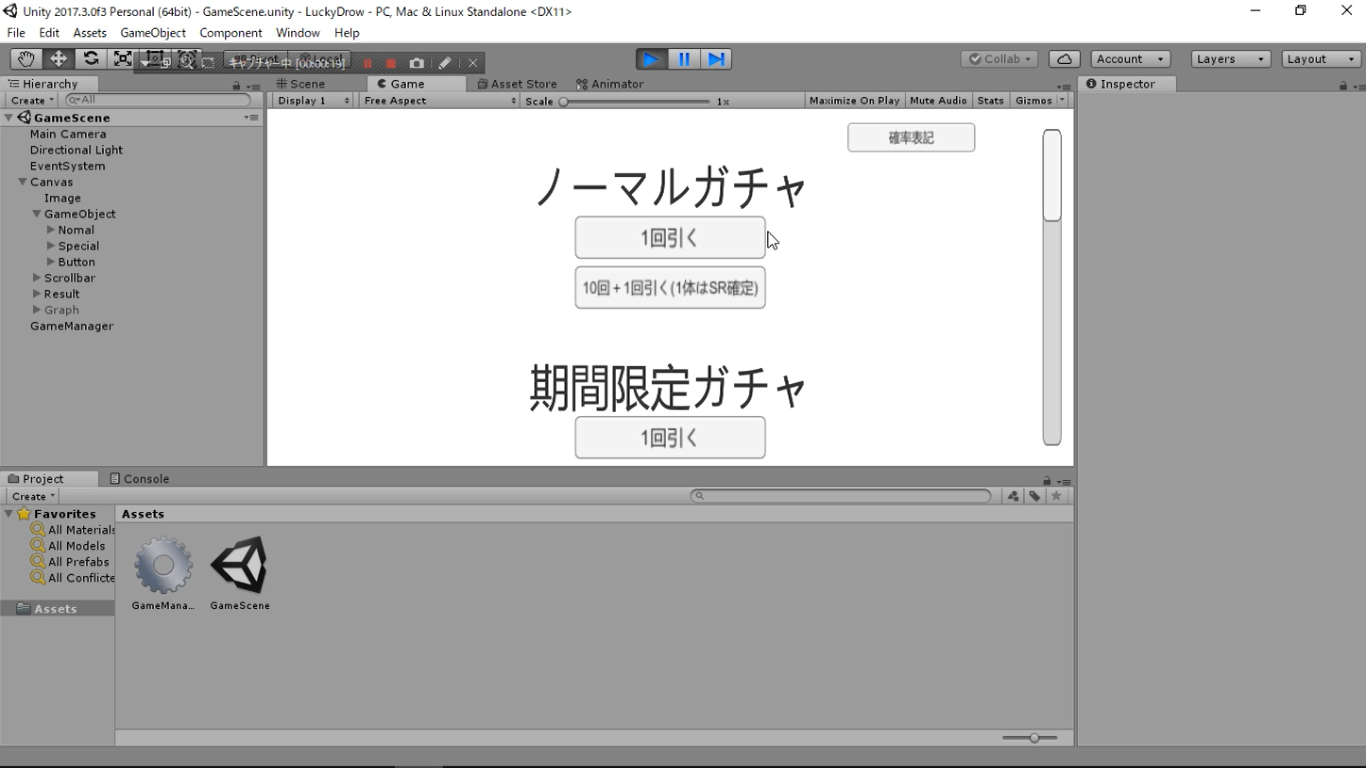 Unity 2017.3.0f3 Personal (64bit) - GameScene.unity - LuckyDrow - PC, Mac & Linux Standalone <DX11>
File Edit Assets GameObject Component Window Help
キャプチャー中 [00:00:19]
Collab Account Layers Layout
Hierarchy Scene Game Asset Store Animator Inspector
Create All Display 1 Free Aspect Scale 1x Maximize On Play Mute Audio Stats Gizmos
GameScene
Main Camera
Directional Light
EventSystem
Canvas
Image
GameObject
Nomal
Special
Button
Scrollbar
Result
Graph
GameManager
確率表記
ノーマルガチャ
1回引く
10回+1回引く(1体はSR確定)
期間限定ガチャ
1回引く
Project Console
Create
Favorites
All Materials
All Models
All Prefabs
All Conflicte
Assets
Assets
GameMana... GameScene